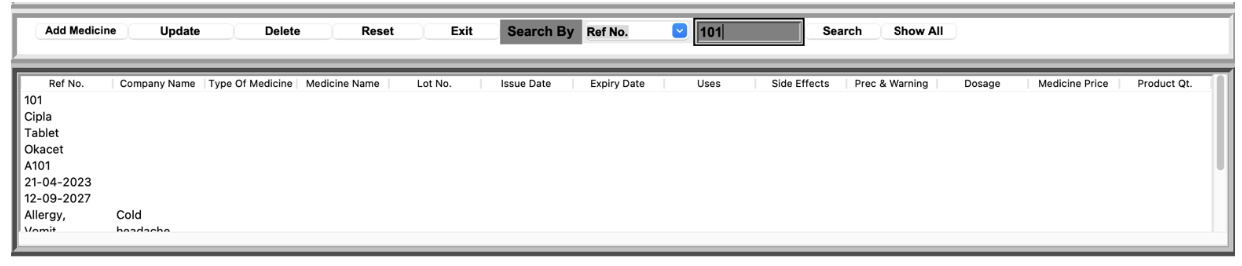 Add Medicine Update Delete Reset Exit Search By Ref No. 101 Search Show All
Ref No. Company Name Type Of Medicine Medicine Name Lot No. Issue Date Expiry Date Uses Side Effects Prec & Warning Dosage Medicine Price Product Qt.
101
Cipla
Tablet
Okacet
A101
21-04-2023
12-09-2027
Allergy, Cold
Vomit headache